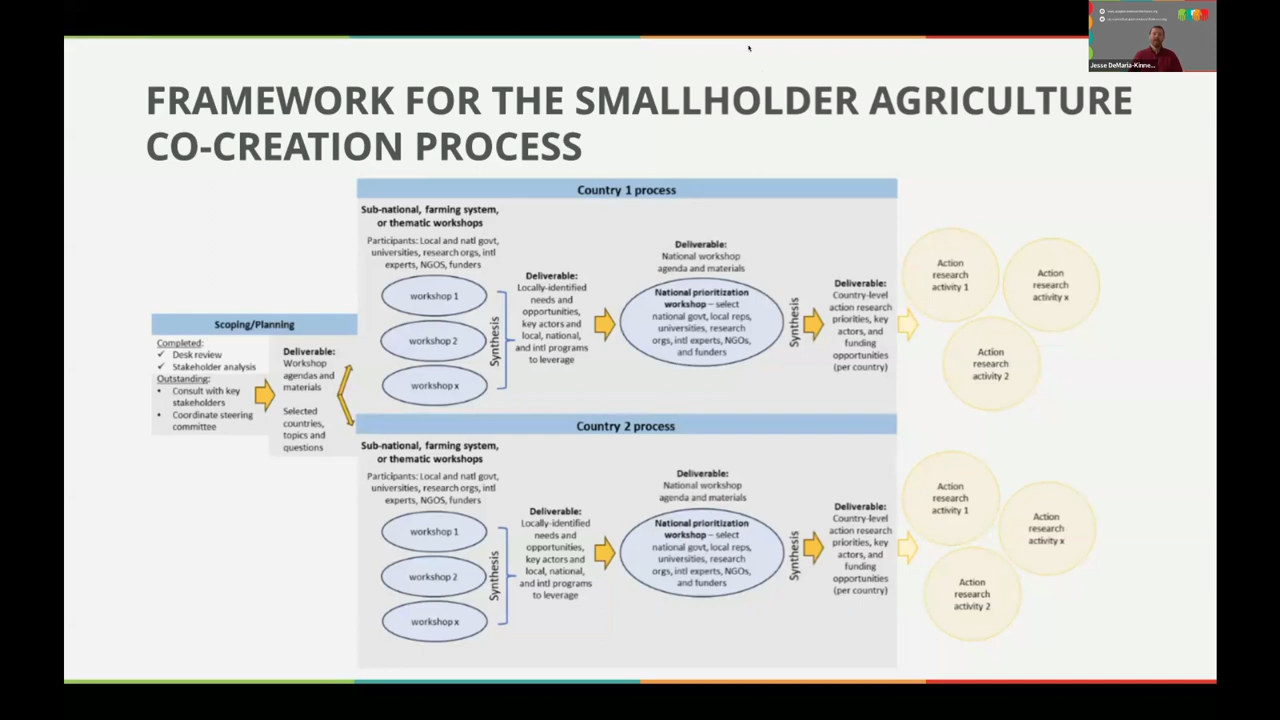 FRAMEWORK FOR THE SMALLHOLDER AGRICULTURE
CO-CREATION PROCESS
Jesse DeMaria-Kinne...
Scoping/Planning
Completed:
✓ Desk review
✓ Stakeholder analysis
Outstanding:
• Consult with key
stakeholders
• Coordinate steering
committee
Deliverable:
Workshop
agendas and
materials
Selected
countries,
topics and
questions
Country 1 process
Sub-national, farming system,
or thematic workshops
Participants: Local and natl govt,
universities, research orgs, intl
experts, NGOS, funders
workshop 1
workshop 2
workshop x
Synthesis
Deliverable:
Locally-identified
needs and
opportunities,
key actors and
local, national,
and intl programs
to leverage
Deliverable:
National workshop
agenda and materials
National prioritization
workshop – select
national govt, local reps,
universities, research
orgs, intl experts, NGOs,
and funders
Synthesis
Deliverable:
Country-level
action research
priorities, key
actors, and
funding
opportunities
(per country)
Action
research
activity 1
Action
research
activity x
Action
research
activity 2
Country 2 process
Sub-national, farming system,
or thematic workshops
Participants: Local and natl govt,
universities, research orgs, intl
experts, NGOS, funders
workshop 1
workshop 2
workshop x
Synthesis
Deliverable:
Locally-identified
needs and
opportunities,
key actors and
local, national,
and intl programs
to leverage
Deliverable:
National workshop
agenda and materials
National prioritization
workshop – select
national govt, local reps,
universities, research
orgs, intl experts, NGOs,
and funders
Synthesis
Deliverable:
Country-level
action research
priorities, key
actors, and
funding
opportunities
(per country)
Action
research
activity 1
Action
research
activity x
Action
research
activity 2